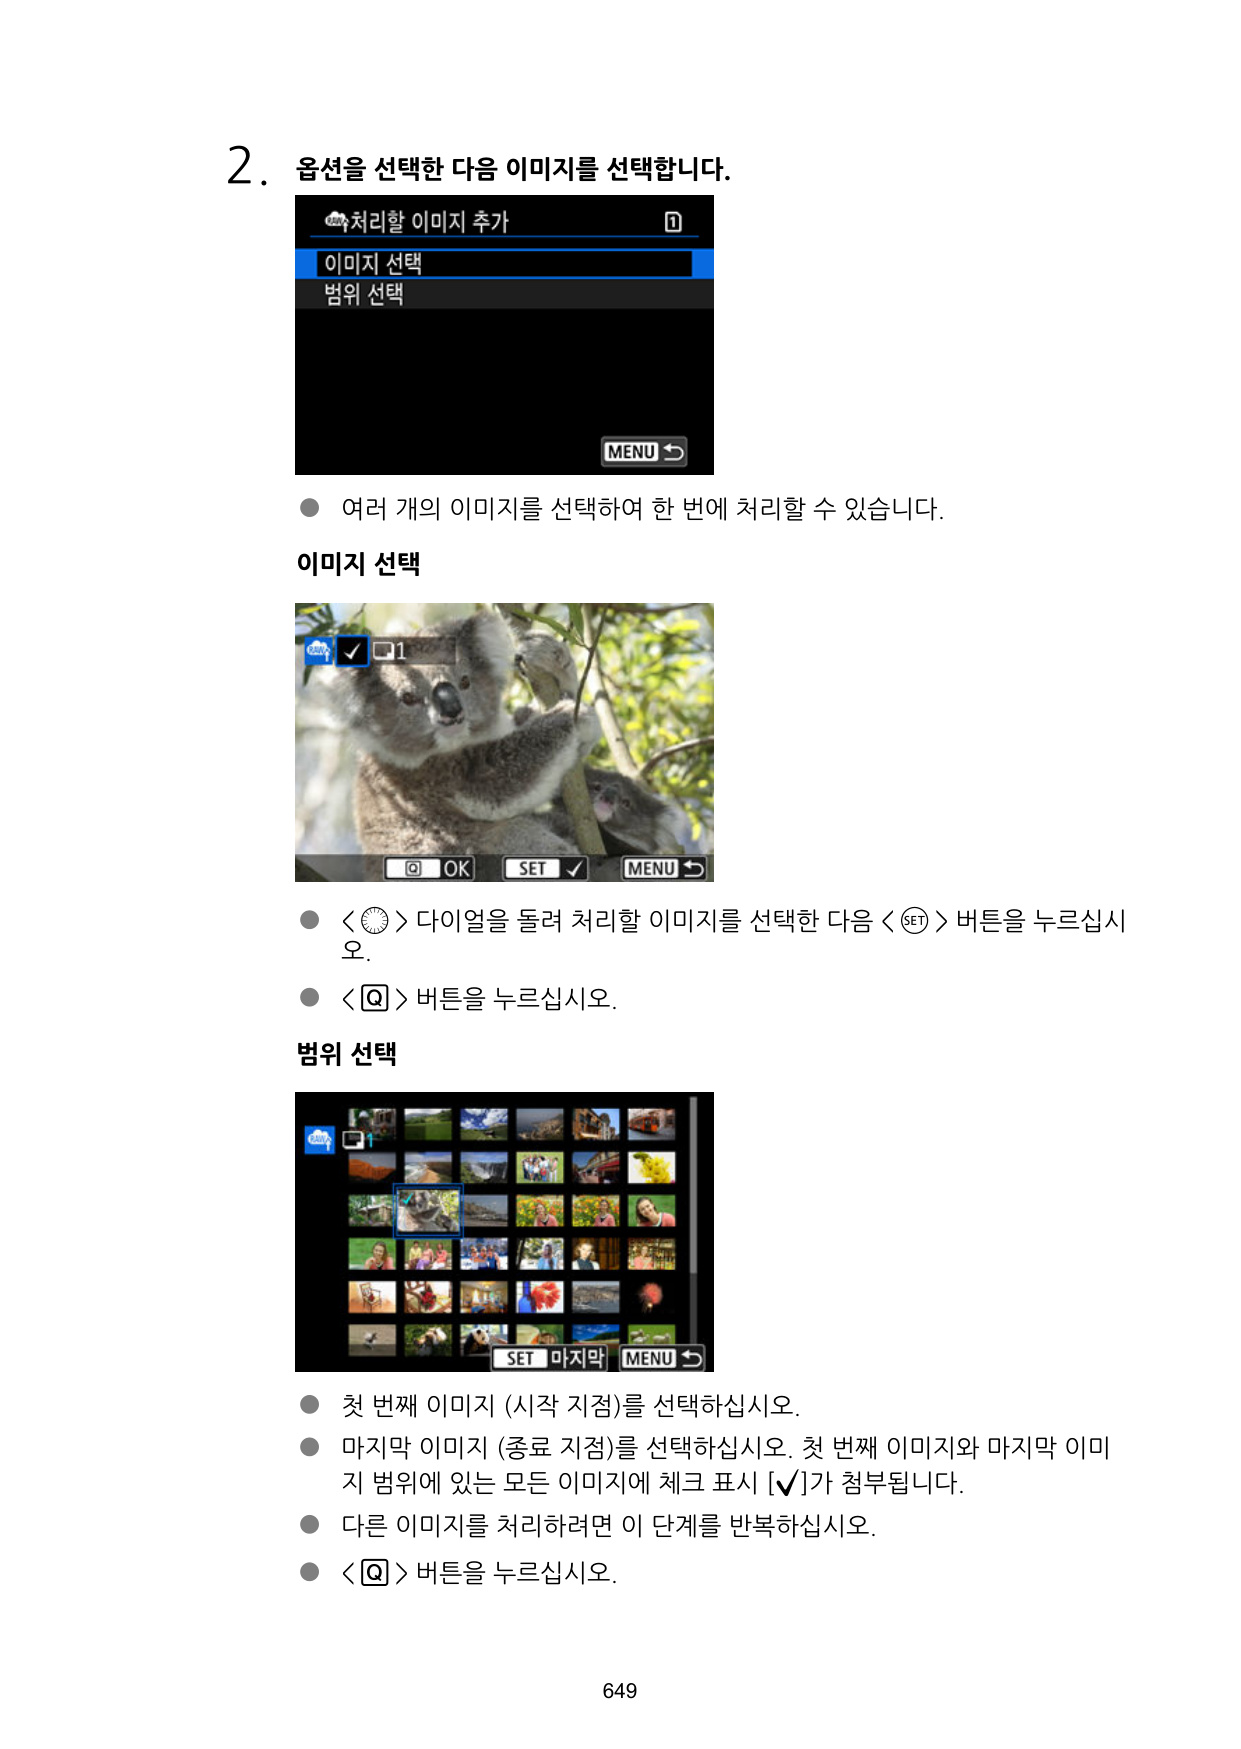 2. 옵션을 선택한 다음 이미지를 선택합니다.
RAW 처리할 이미지 추가 1
이미지 선택
범위 선택
MENU
● 여러 개의 이미지를 선택하여 한 번에 처리할 수 있습니다.
이미지 선택
RAW ✓ 1
Q OK SET ✓ MENU
● < > 다이얼을 돌려 처리할 이미지를 선택한 다음 < SET > 버튼을 누르십시
오.
● < Q > 버튼을 누르십시오.
범위 선택
RAW 1
SET 마지막 MENU
● 첫 번째 이미지 (시작 지점)를 선택하십시오.
● 마지막 이미지 (종료 지점)를 선택하십시오. 첫 번째 이미지와 마지막 이미
지 범위에 있는 모든 이미지에 체크 표시 [✓]가 첨부됩니다.
● 다른 이미지를 처리하려면 이 단계를 반복하십시오.
● < Q > 버튼을 누르십시오.
649